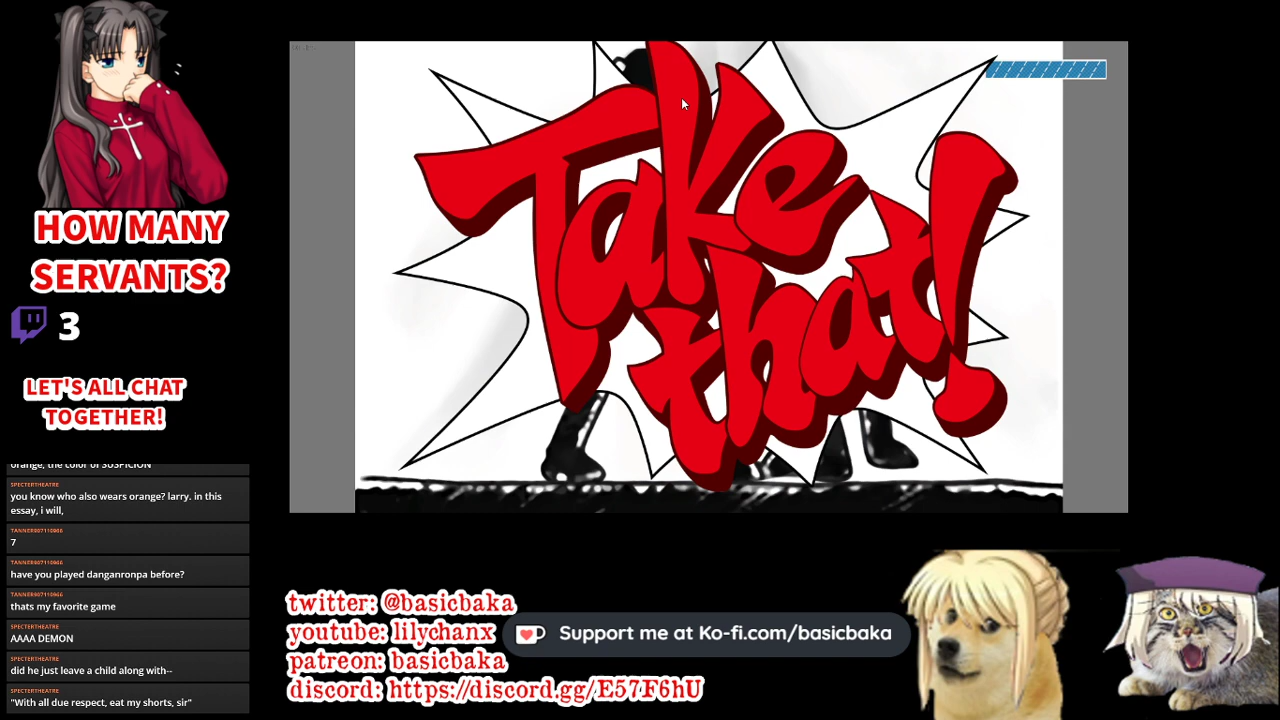 Take
that!
HOW MANY
SERVANTS?
3
LET'S ALL CHAT
TOGETHER!
orange, the color of SUSPICION
SPECTERTHEATRE
you know who also wears orange? larry. in this
essay, i will,
7
have you played danganronpa before?
thats my favorite game
SPECTERTHEATRE
AAAA DEMON
SPECTERTHEATRE
did he just leave a child along with--
SPECTERTHEATRE
"With all due respect, eat my shorts, sir"
twitter: @basicbaka
youtube: lilychanx
patreon: basicbaka
discord: https://discord.gg/E57F6hU
Support me at Ko-fi.com/basicbaka